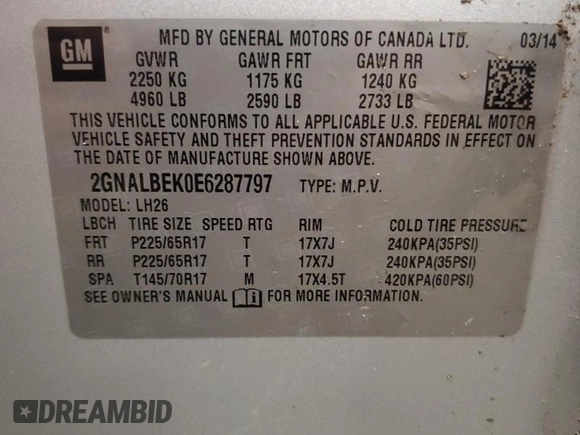 GM MFD BY GENERAL MOTORS OF CANADA LTD. 03/14
GVWR GAWR FRT GAWR RR
2250 KG 1175 KG 1240 KG
4960 LB 2590 LB 2733 LB
THIS VEHICLE CONFORMS TO ALL APPLICABLE U.S. FEDERAL MOTOR
VEHICLE SAFETY AND THEFT PREVENTION STANDARDS IN EFFECT ON
THE DATE OF MANUFACTURE SHOWN ABOVE.
2GNALBEK0E6287797 TYPE: M.P.V.
MODEL: LH26
LBCH TIRE SIZE SPEED RTG RIM COLD TIRE PRESSURE
FRT P225/65R17 T 17X7J 240KPA(35PSI)
RR P225/65R17 T 17X7J 240KPA(35PSI)
SPA T145/70R17 M 17X4.5T 420KPA(60PSI)
SEE OWNER'S MANUAL FOR MORE INFORMATION.
DREAMBID